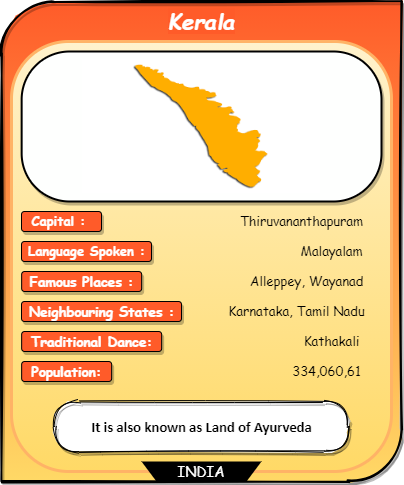 Kerala
Capital : Thiruvananthapuram
Language Spoken : Malayalam
Famous Places : Alleppey, Wayanad
Neighbouring States : Karnataka, Tamil Nadu
Traditional Dance: Kathakali
Population: 334,060,61
It is also known as Land of Ayurveda
INDIA